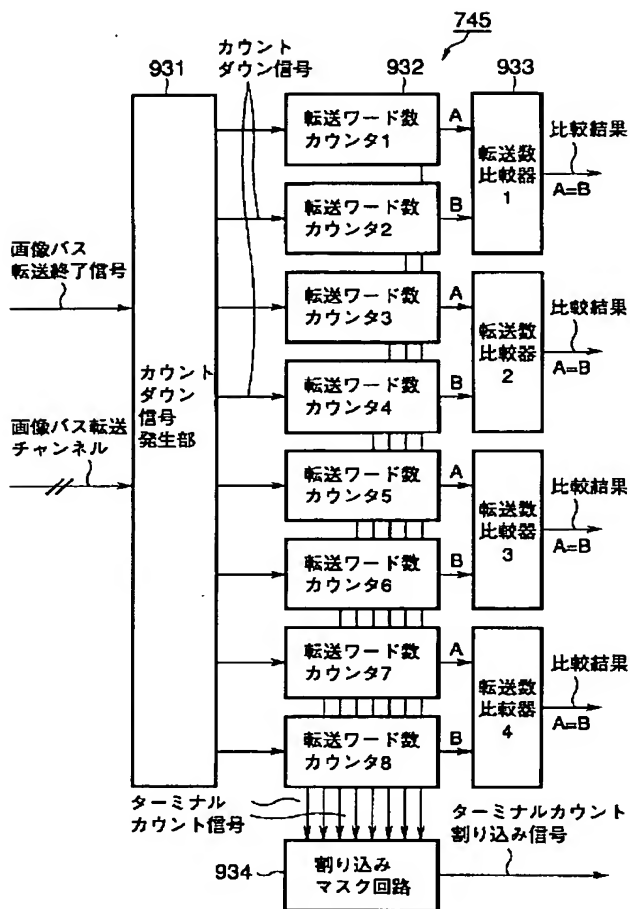 745
カウント
ダウン信号
931
932
933
転送ワード数
カウンタ1
A
転送数
比較器
1
比較結果
A=B
転送ワード数
カウンタ2
B
画像バス
転送終了信号
転送ワード数
カウンタ3
A
転送数
比較器
2
比較結果
A=B
転送ワード数
カウンタ4
B
カウント
ダウン
信号
発生部
画像バス転送
チャンネル
転送ワード数
カウンタ5
A
転送数
比較器
3
比較結果
A=B
転送ワード数
カウンタ6
B
転送ワード数
カウンタ7
A
転送数
比較器
4
比較結果
A=B
転送ワード数
カウンタ8
B
ターミナル
カウント信号
ターミナルカウント
割り込み信号
934
割り込み
マスク回路